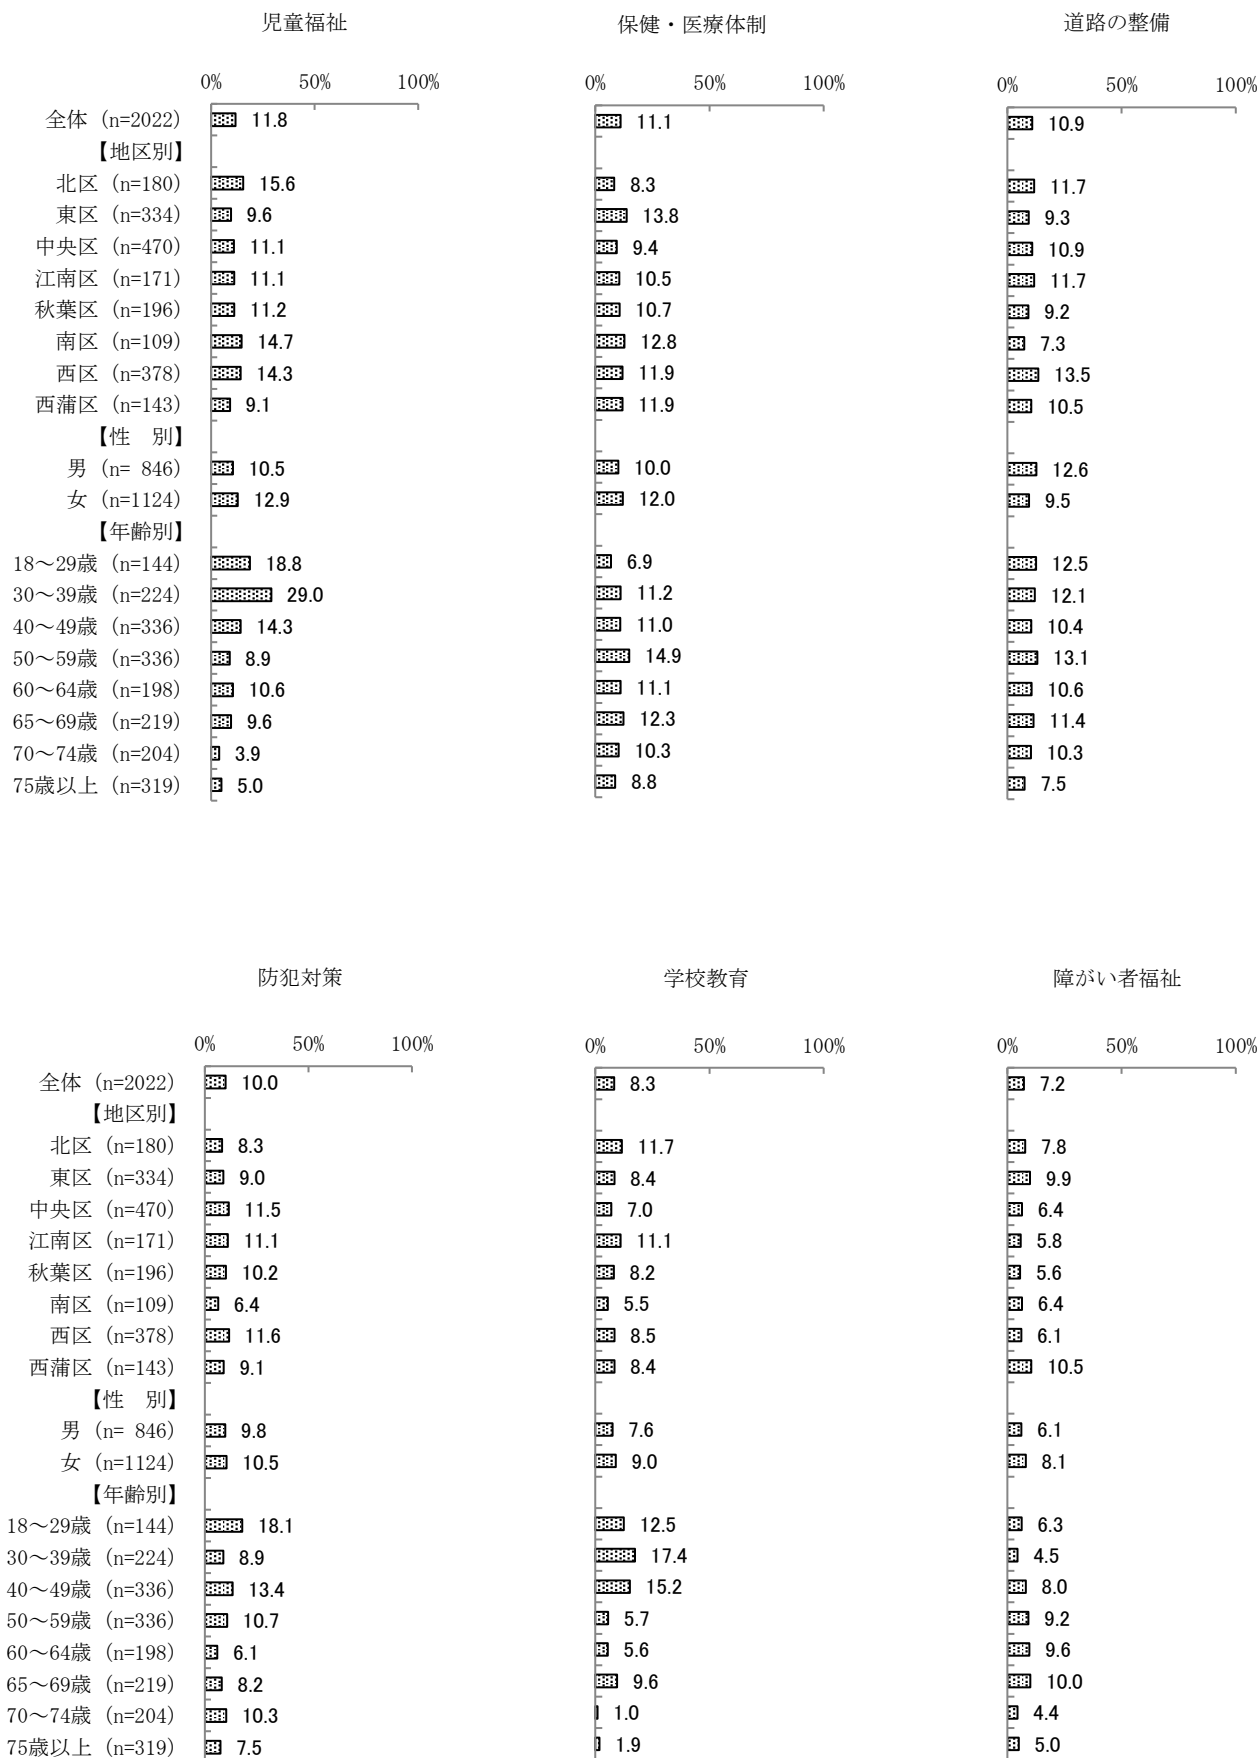 児童福祉 保健・医療体制 道路の整備
0% 50% 100% 0% 50% 100% 0% 50% 100%
全体 (n=2022) 11.8 11.1 10.9
【地区別】
北区 (n=180) 15.6 8.3 11.7
東区 (n=334) 9.6 13.8 9.3
中央区 (n=470) 11.1 9.4 10.9
江南区 (n=171) 11.1 10.5 11.7
秋葉区 (n=196) 11.2 10.7 9.2
南区 (n=109) 14.7 12.8 7.3
西区 (n=378) 14.3 11.9 13.5
西蒲区 (n=143) 9.1 11.9 10.5
【性　別】
男 (n= 846) 10.5 10.0 12.6
女 (n=1124) 12.9 12.0 9.5
【年齢別】
18～29歳 (n=144) 18.8 6.9 12.5
30～39歳 (n=224) 29.0 11.2 12.1
40～49歳 (n=336) 14.3 11.0 10.4
50～59歳 (n=336) 8.9 14.9 13.1
60～64歳 (n=198) 10.6 11.1 10.6
65～69歳 (n=219) 9.6 12.3 11.4
70～74歳 (n=204) 3.9 10.3 10.3
75歳以上 (n=319) 5.0 8.8 7.5
防犯対策 学校教育 障がい者福祉
0% 50% 100% 0% 50% 100% 0% 50% 100%
全体 (n=2022) 10.0 8.3 7.2
【地区別】
北区 (n=180) 8.3 11.7 7.8
東区 (n=334) 9.0 8.4 9.9
中央区 (n=470) 11.5 7.0 6.4
江南区 (n=171) 11.1 11.1 5.8
秋葉区 (n=196) 10.2 8.2 5.6
南区 (n=109) 6.4 5.5 6.4
西区 (n=378) 11.6 8.5 6.1
西蒲区 (n=143) 9.1 8.4 10.5
【性　別】
男 (n= 846) 9.8 7.6 6.1
女 (n=1124) 10.5 9.0 8.1
【年齢別】
18～29歳 (n=144) 18.1 12.5 6.3
30～39歳 (n=224) 8.9 17.4 4.5
40～49歳 (n=336) 13.4 15.2 8.0
50～59歳 (n=336) 10.7 5.7 9.2
60～64歳 (n=198) 6.1 5.6 9.6
65～69歳 (n=219) 8.2 9.6 10.0
70～74歳 (n=204) 10.3 1.0 4.4
75歳以上 (n=319) 7.5 1.9 5.0